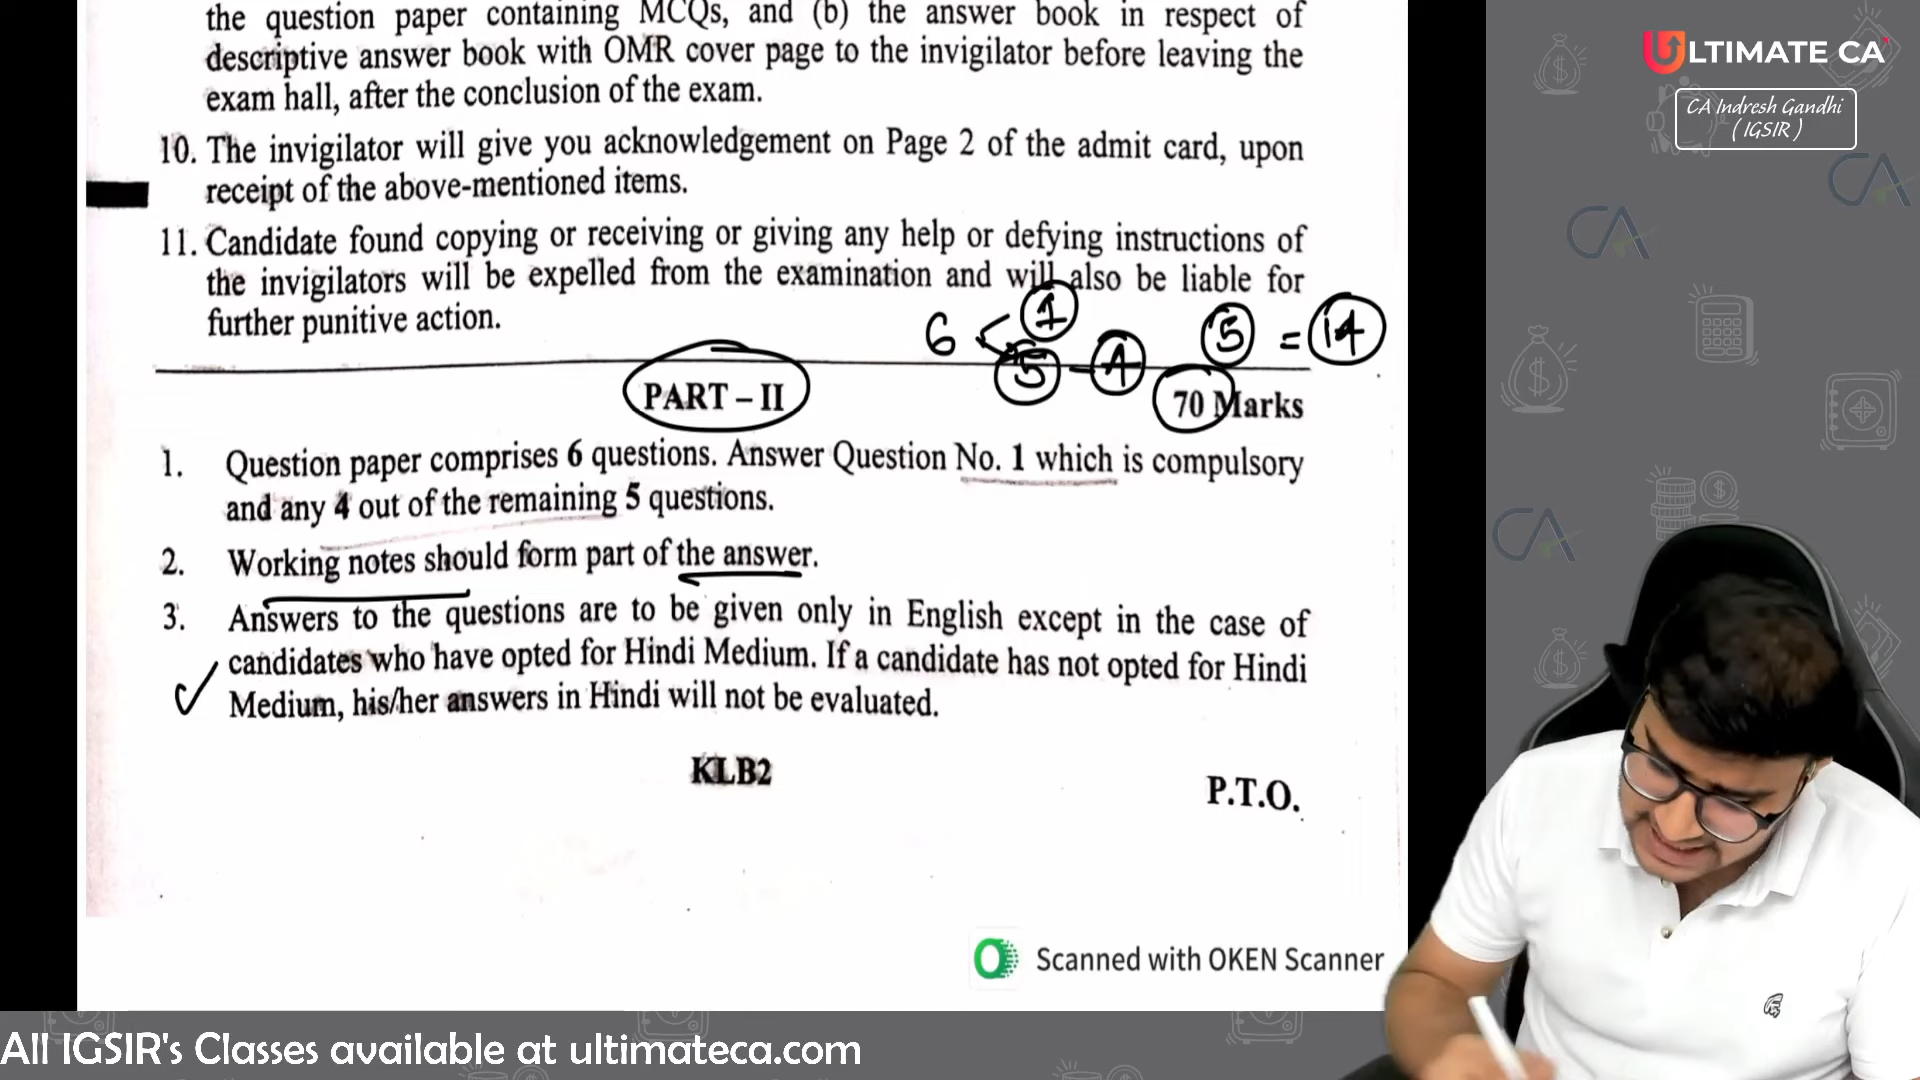 the question paper containing MCQs, and (b) the answer book in respect of
descriptive answer book with OMR cover page to the invigilator before leaving the
exam hall, after the conclusion of the exam.
10. The invigilator will give you acknowledgement on Page 2 of the admit card, upon
receipt of the above-mentioned items.
11. Candidate found copying or receiving or giving any help or defying instructions of
the invigilators will be expelled from the examination and will also be liable for
further punitive action.
6 < 1
5 - 4
5 = 14
PART – II
70 Marks
1. Question paper comprises 6 questions. Answer Question No. 1 which is compulsory
and any 4 out of the remaining 5 questions.
2. Working notes should form part of the answer.
3. Answers to the questions are to be given only in English except in the case of
candidates who have opted for Hindi Medium. If a candidate has not opted for Hindi
Medium, his/her answers in Hindi will not be evaluated.
KLB2
P.T.O.
Scanned with OKEN Scanner
ULTIMATE CA
CA Indresh Gandhi
( IGSIR )
CA
CA
CA
All IGSIR's Classes available at ultimateca.com